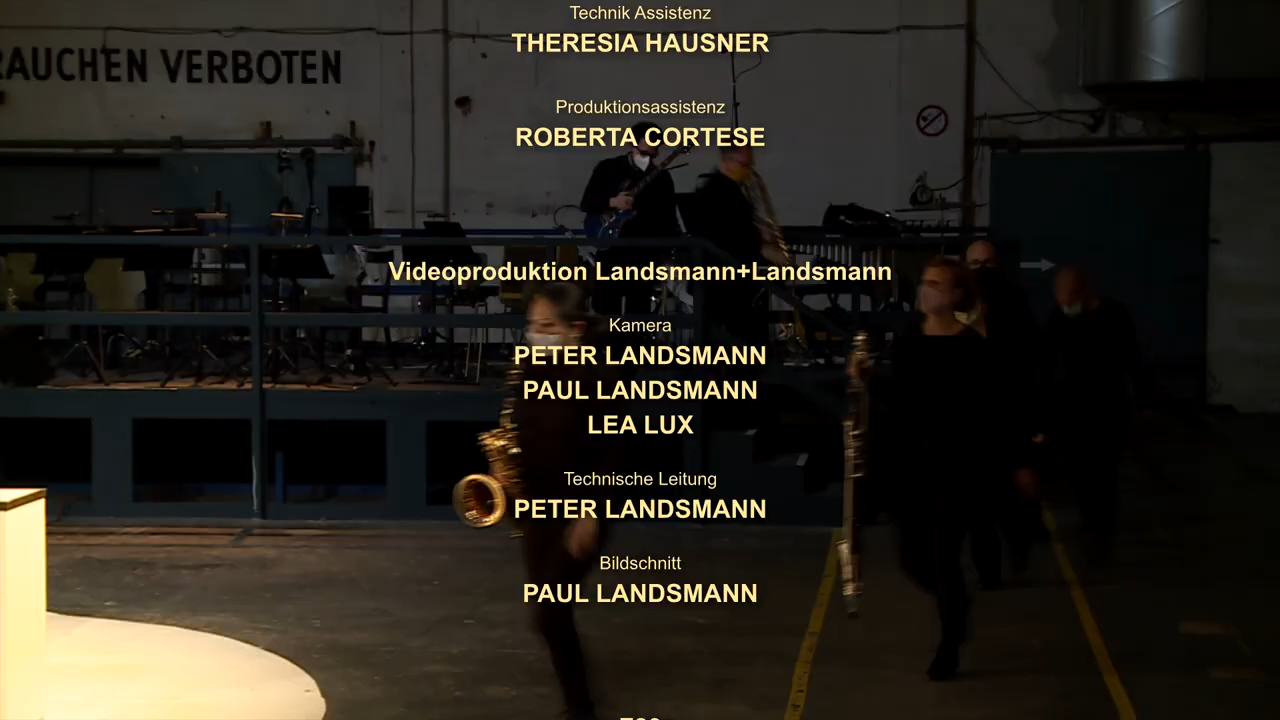 Technik Assistenz
THERESIA HAUSNER
RAUCHEN VERBOTEN
Produktionsassistenz
ROBERTA CORTESE
Videoproduktion Landsmann+Landsmann
Kamera
PETER LANDSMANN
PAUL LANDSMANN
LEA LUX
Technische Leitung
PETER LANDSMANN
Bildschnitt
PAUL LANDSMANN